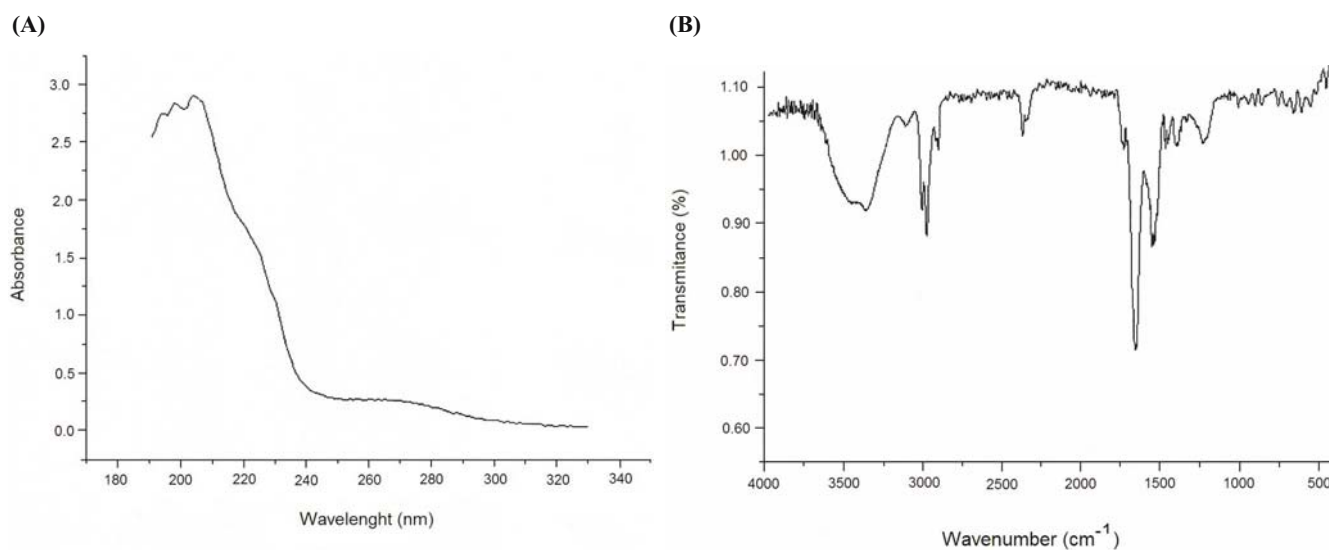 (A)
(B)
Absorbance
3.0
2.5
2.0
1.5
1.0
0.5
0.0
180 200 220 240 260 280 300 320 340
Wavelenght (nm)
Transmitance (%)
1.10
1.00
0.90
0.80
0.70
0.60
4000 3500 3000 2500 2000 1500 1000 500
Wavenumber (cm⁻¹)